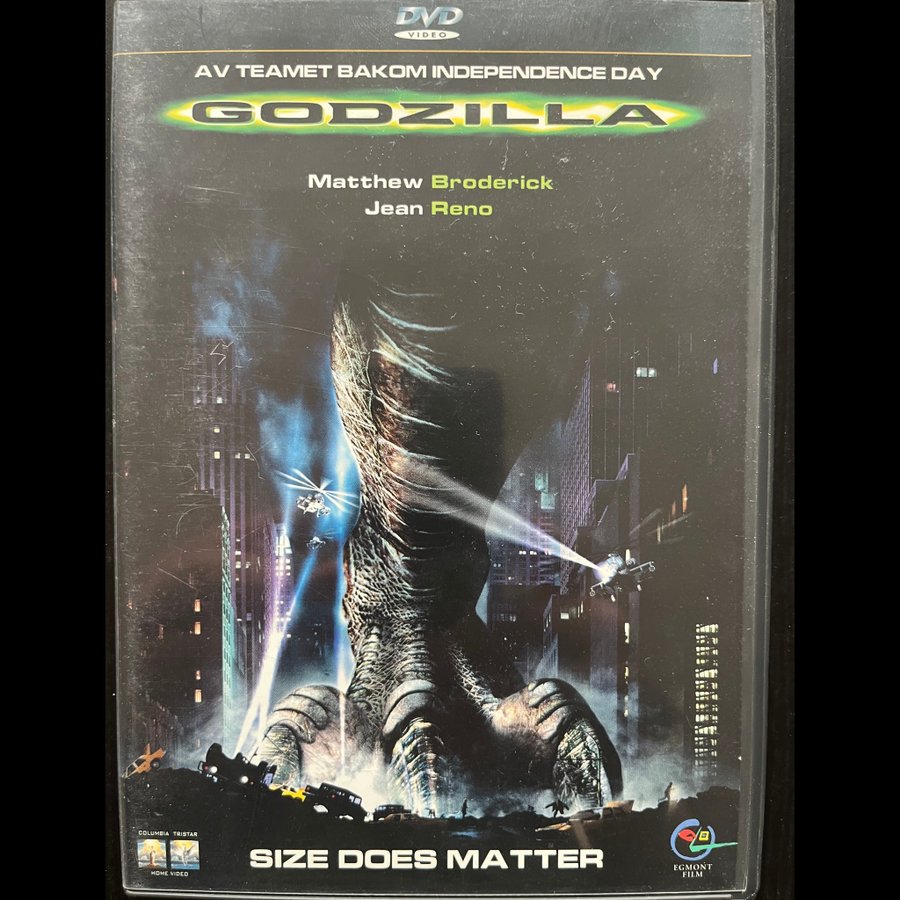 DVD
VIDEO
AV TEAMET BAKOM INDEPENDENCE DAY
GODZILLA
Matthew Broderick
Jean Reno
COLUMBIA TRISTAR
HOME VIDEO
SIZE DOES MATTER
EGMONT
FILM